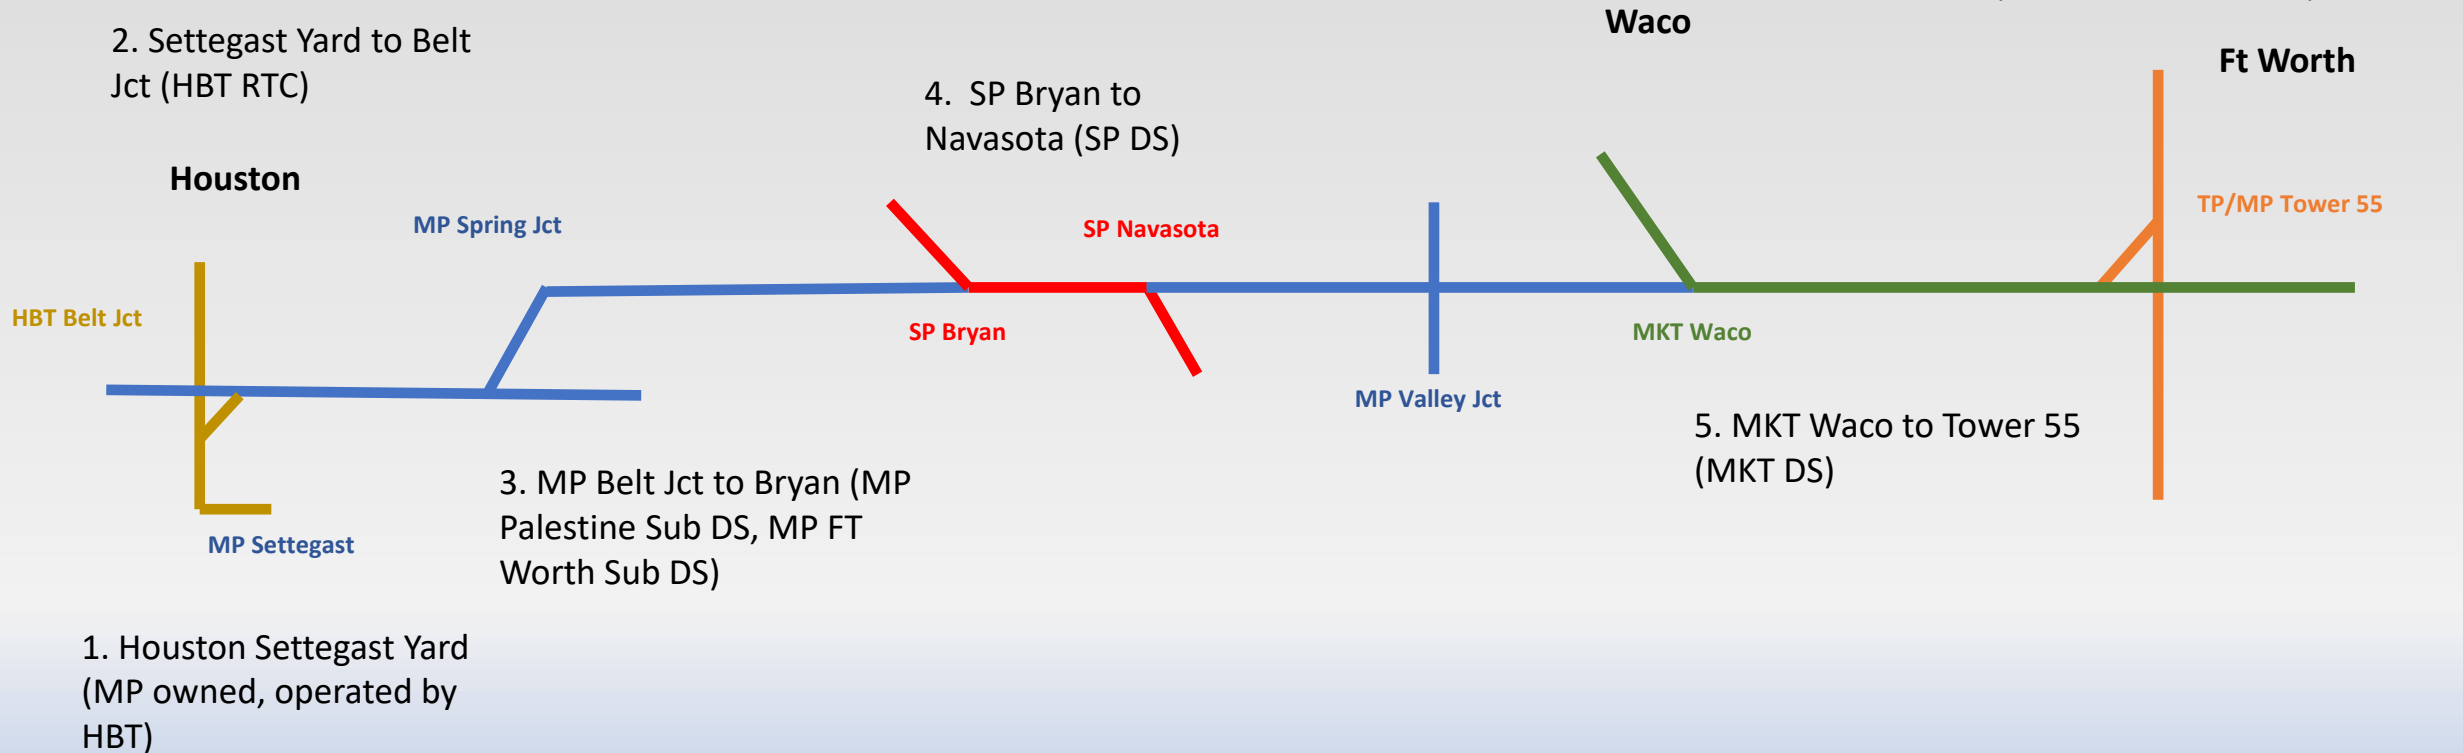 2. Settegast Yard to Belt
Jct (HBT RTC)
Houston
MP Spring Jct
HBT Belt Jct
MP Settegast
1. Houston Settegast Yard
(MP owned, operated by
HBT)
3. MP Belt Jct to Bryan (MP
Palestine Sub DS, MP FT
Worth Sub DS)
4. SP Bryan to
Navasota (SP DS)
SP Navasota
SP Bryan
MP Valley Jct
Waco
MKT Waco
5. MKT Waco to Tower 55
(MKT DS)
Ft Worth
TP/MP Tower 55